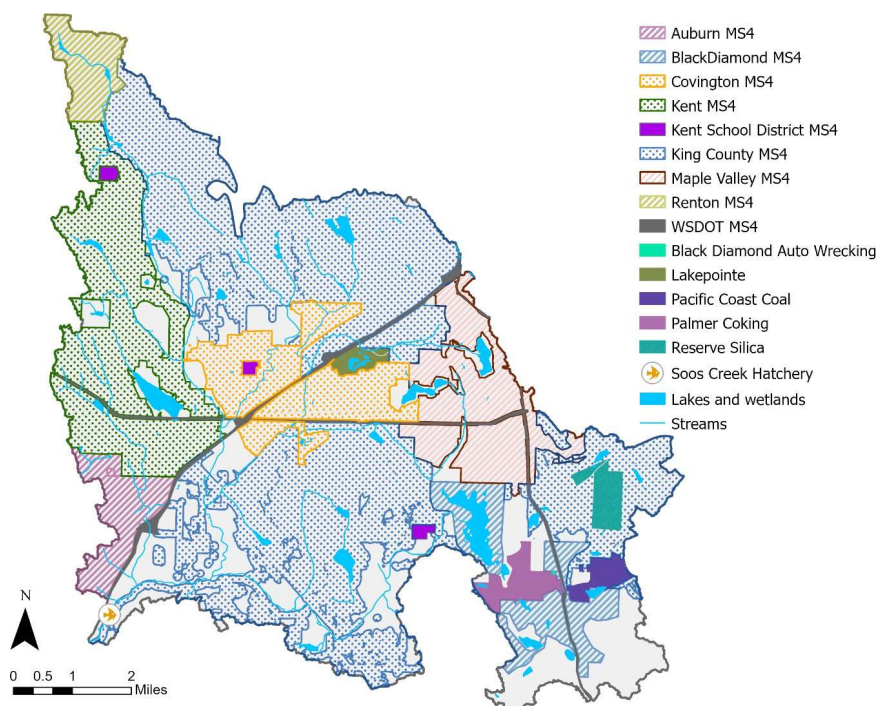 Auburn MS4
BlackDiamond MS4
Covington MS4
Kent MS4
Kent School District MS4
King County MS4
Maple Valley MS4
Renton MS4
WSDOT MS4
Black Diamond Auto Wrecking
Lakepointe
Pacific Coast Coal
Palmer Coking
Reserve Silica
Soos Creek Hatchery
Lakes and wetlands
Streams
N
0 0.5 1 2
Miles